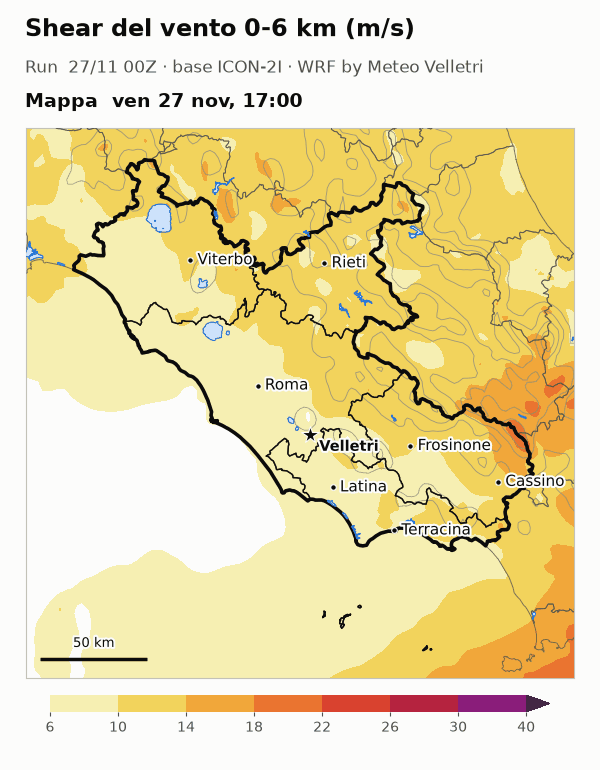 Shear del vento 0-6 km (m/s)
Run  27/11 00Z · base ICON-2I · WRF by Meteo Velletri
Mappa  ven 27 nov, 17:00
Viterbo
Rieti
Roma
Velletri
Frosinone
Cassino
Latina
Terracina
50 km
6 10 14 18 22 26 30 40